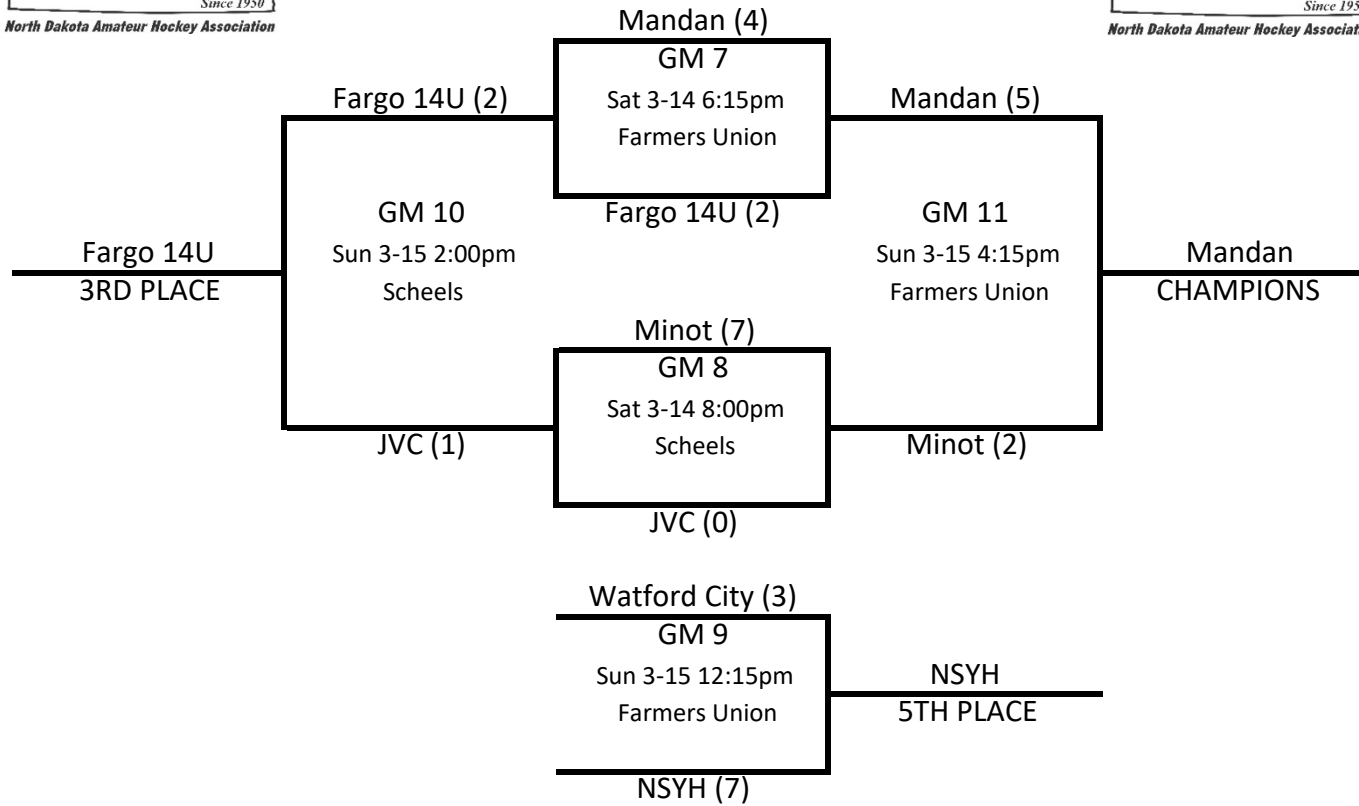 Since 1950
North Dakota Amateur Hockey Association
Since 195
North Dakota Amateur Hockey Associat
Mandan (4)
GM 7
Sat 3-14 6:15pm
Farmers Union
Fargo 14U (2)
Fargo 14U (2)
Mandan (5)
GM 10
Sun 3-15 2:00pm
Scheels
GM 11
Sun 3-15 4:15pm
Farmers Union
Fargo 14U
3RD PLACE
Mandan
CHAMPIONS
Minot (7)
GM 8
Sat 3-14 8:00pm
Scheels
JVC (0)
JVC (1)
Minot (2)
Watford City (3)
GM 9
Sun 3-15 12:15pm
Farmers Union
NSYH (7)
NSYH
5TH PLACE